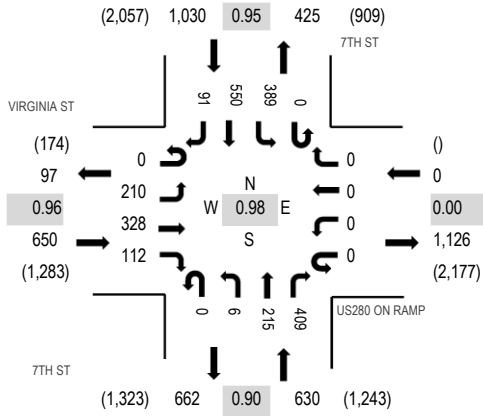 (2,057) 1,030 0.95 425 (909)
7TH ST
91 550 389 0
VIRGINIA ST
(174)
97
0.96
650
(1,283)
0
210
328
112
N
W 0.98 E
S
0
0
0
0
()
0
0.00
1,126
(2,177)
0 6 215 409
US280 ON RAMP
7TH ST
(1,323) 662 0.90 630 (1,243)